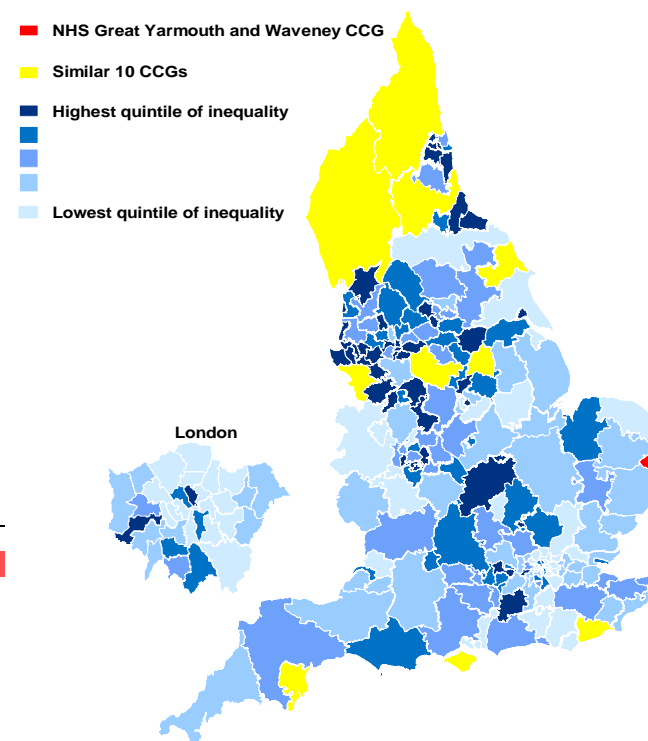 NHS Great Yarmouth and Waveney CCG
Similar 10 CCGs
Highest quintile of inequality
Lowest quintile of inequality
London